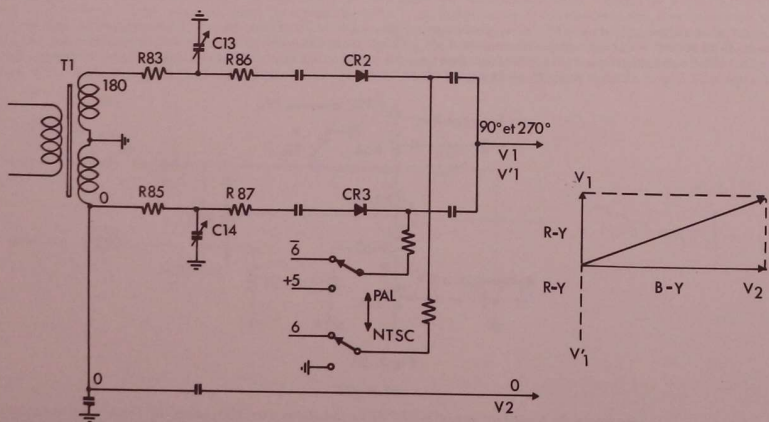 C13
T1
R83
R86
CR2
180
90° et 270°
V1
V'1
0
R85
R87
CR3
C14
6̅
+5
PAL
6
NTSC
0
0
V2
V1
R-Y
R-Y
B-Y
V2
V'1